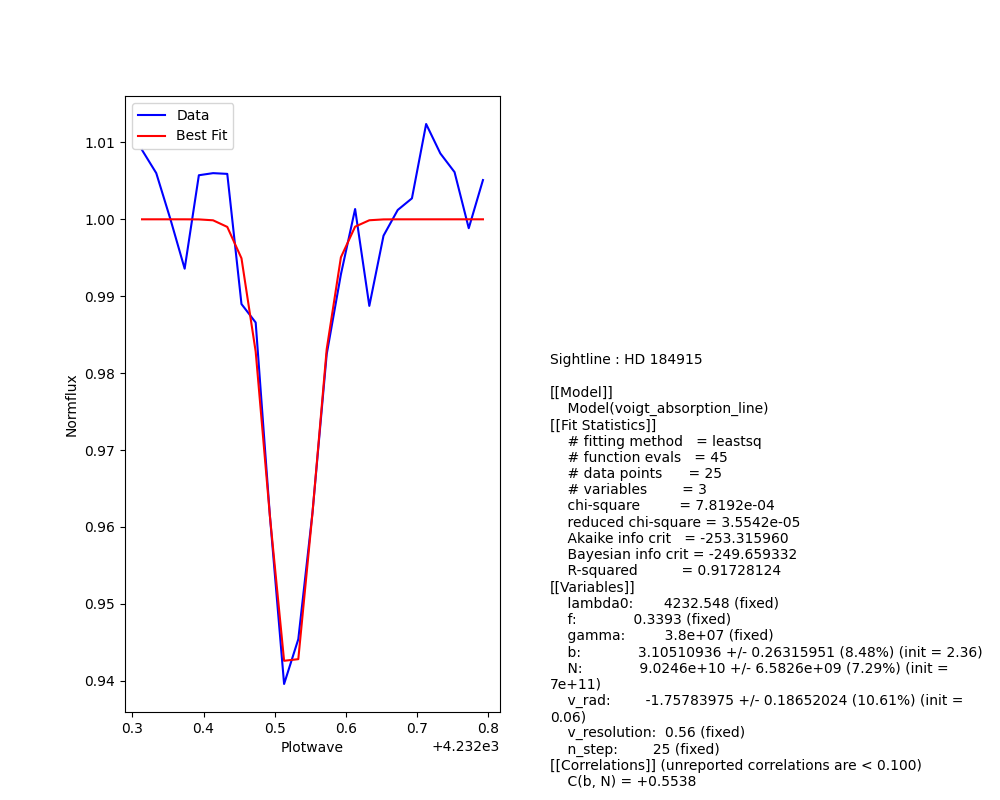 Data
Best Fit
1.01
1.00
0.99
0.98
0.97
0.96
0.95
0.94
Normflux
0.3 0.4 0.5 0.6 0.7 0.8
Plotwave
+4.232e3
Sightline : HD 184915
[[Model]]
Model(voigt_absorption_line)
[[Fit Statistics]]
# fitting method = leastsq
# function evals = 45
# data points = 25
# variables = 3
chi-square = 7.8192e-04
reduced chi-square = 3.5542e-05
Akaike info crit = -253.315960
Bayesian info crit = -249.659332
R-squared = 0.91728124
[[Variables]]
lambda0: 4232.548 (fixed)
f: 0.3393 (fixed)
gamma: 3.8e+07 (fixed)
b: 3.10510936 +/- 0.26315951 (8.48%) (init = 2.36)
N: 9.0246e+10 +/- 6.5826e+09 (7.29%) (init =
7e+11)
v_rad: -1.75783975 +/- 0.18652024 (10.61%) (init =
0.06)
v_resolution: 0.56 (fixed)
n_step: 25 (fixed)
[[Correlations]] (unreported correlations are < 0.100)
C(b, N) = +0.5538